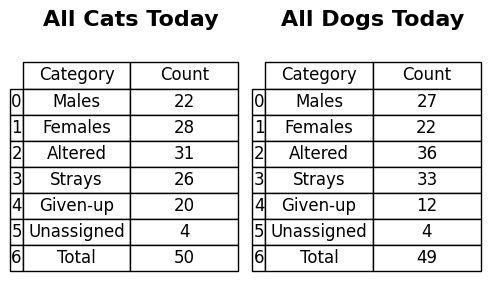 All Cats Today
Category Count
0 Males 22
1 Females 28
2 Altered 31
3 Strays 26
4 Given-up 20
5 Unassigned 4
6 Total 50
All Dogs Today
Category Count
0 Males 27
1 Females 22
2 Altered 36
3 Strays 33
4 Given-up 12
5 Unassigned 4
6 Total 49